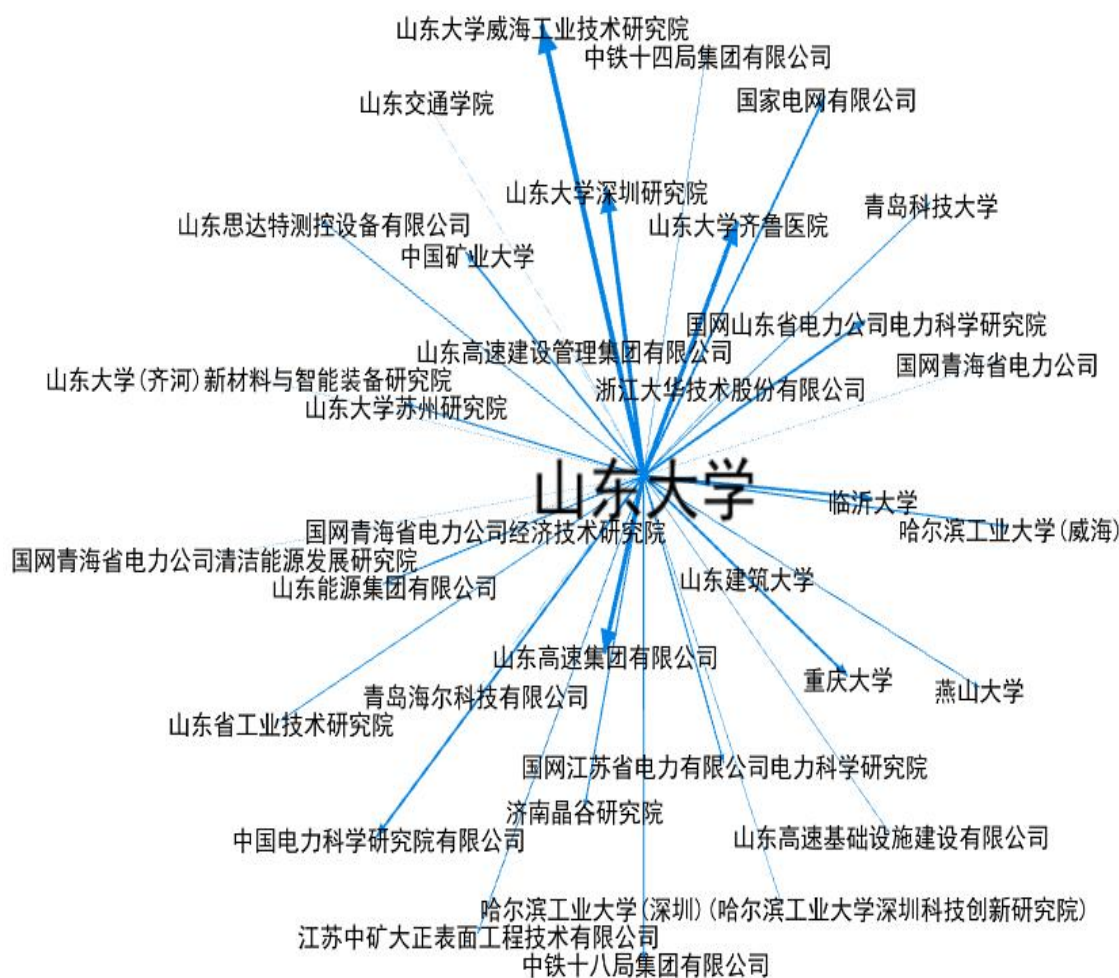 山东大学威海工业技术研究院
中铁十四局集团有限公司
山东交通学院
国家电网有限公司
山东大学深圳研究院
青岛科技大学
山东思达特测控设备有限公司
山东大学齐鲁医院
中国矿业大学
国网山东省电力公司电力科学研究院
山东高速建设管理集团有限公司
国网青海省电力公司
山东大学(齐河)新材料与智能装备研究院
浙江大华技术股份有限公司
山东大学苏州研究院
山东大学
临沂大学
哈尔滨工业大学(威海)
国网青海省电力公司经济技术研究院
国网青海省电力公司清洁能源发展研究院
山东能源集团有限公司
山东建筑大学
山东高速集团有限公司
重庆大学
燕山大学
青岛海尔科技有限公司
山东省工业技术研究院
国网江苏省电力有限公司电力科学研究院
济南晶谷研究院
中国电力科学研究院有限公司
山东高速基础设施建设有限公司
哈尔滨工业大学(深圳)(哈尔滨工业大学深圳科技创新研究院)
江苏中矿大正表面工程技术有限公司
中铁十八局集团有限公司